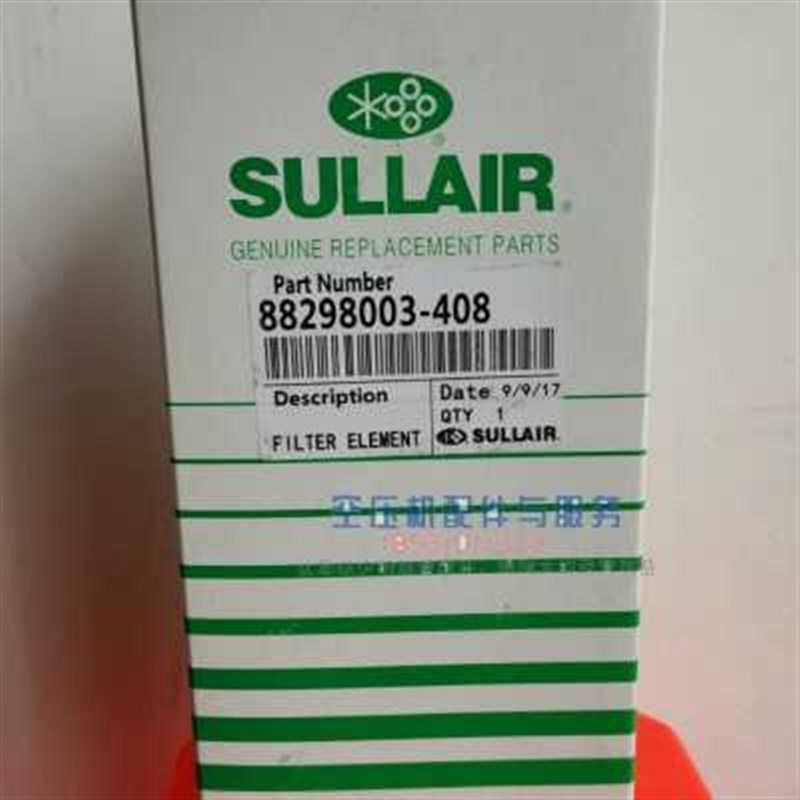 SULLAIR®
GENUINE REPLACEMENT PARTS
Part Number
88298003-408
Description
Date 9/9/17
QTY 1
FILTER ELEMENT
SULLAIR
空压机配件与服务